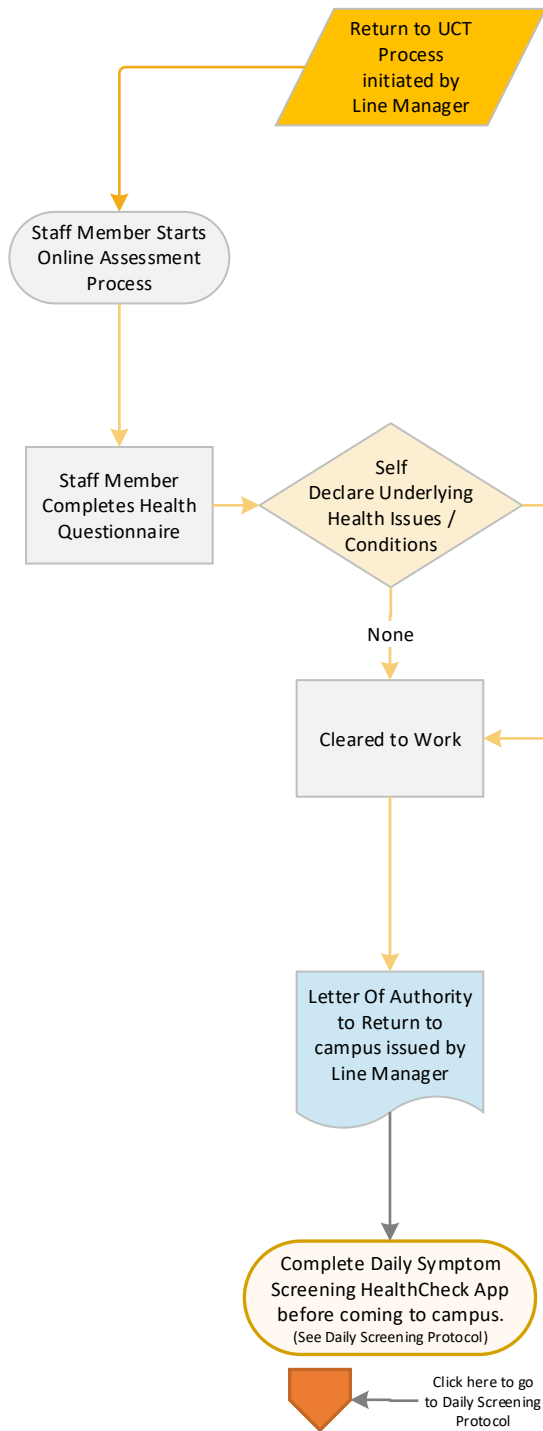 Return to UCT
Process
initiated by
Line Manager
Staff Member Starts
Online Assessment
Process
Staff Member
Completes Health
Questionnaire
Self
Declare Underlying
Health Issues /
Conditions
None
Cleared to Work
Letter Of Authority
to Return to
campus issued by
Line Manager
Complete Daily Symptom
Screening HealthCheck App
before coming to campus.
(See Daily Screening Protocol)
Click here to go
to Daily Screening
Protocol